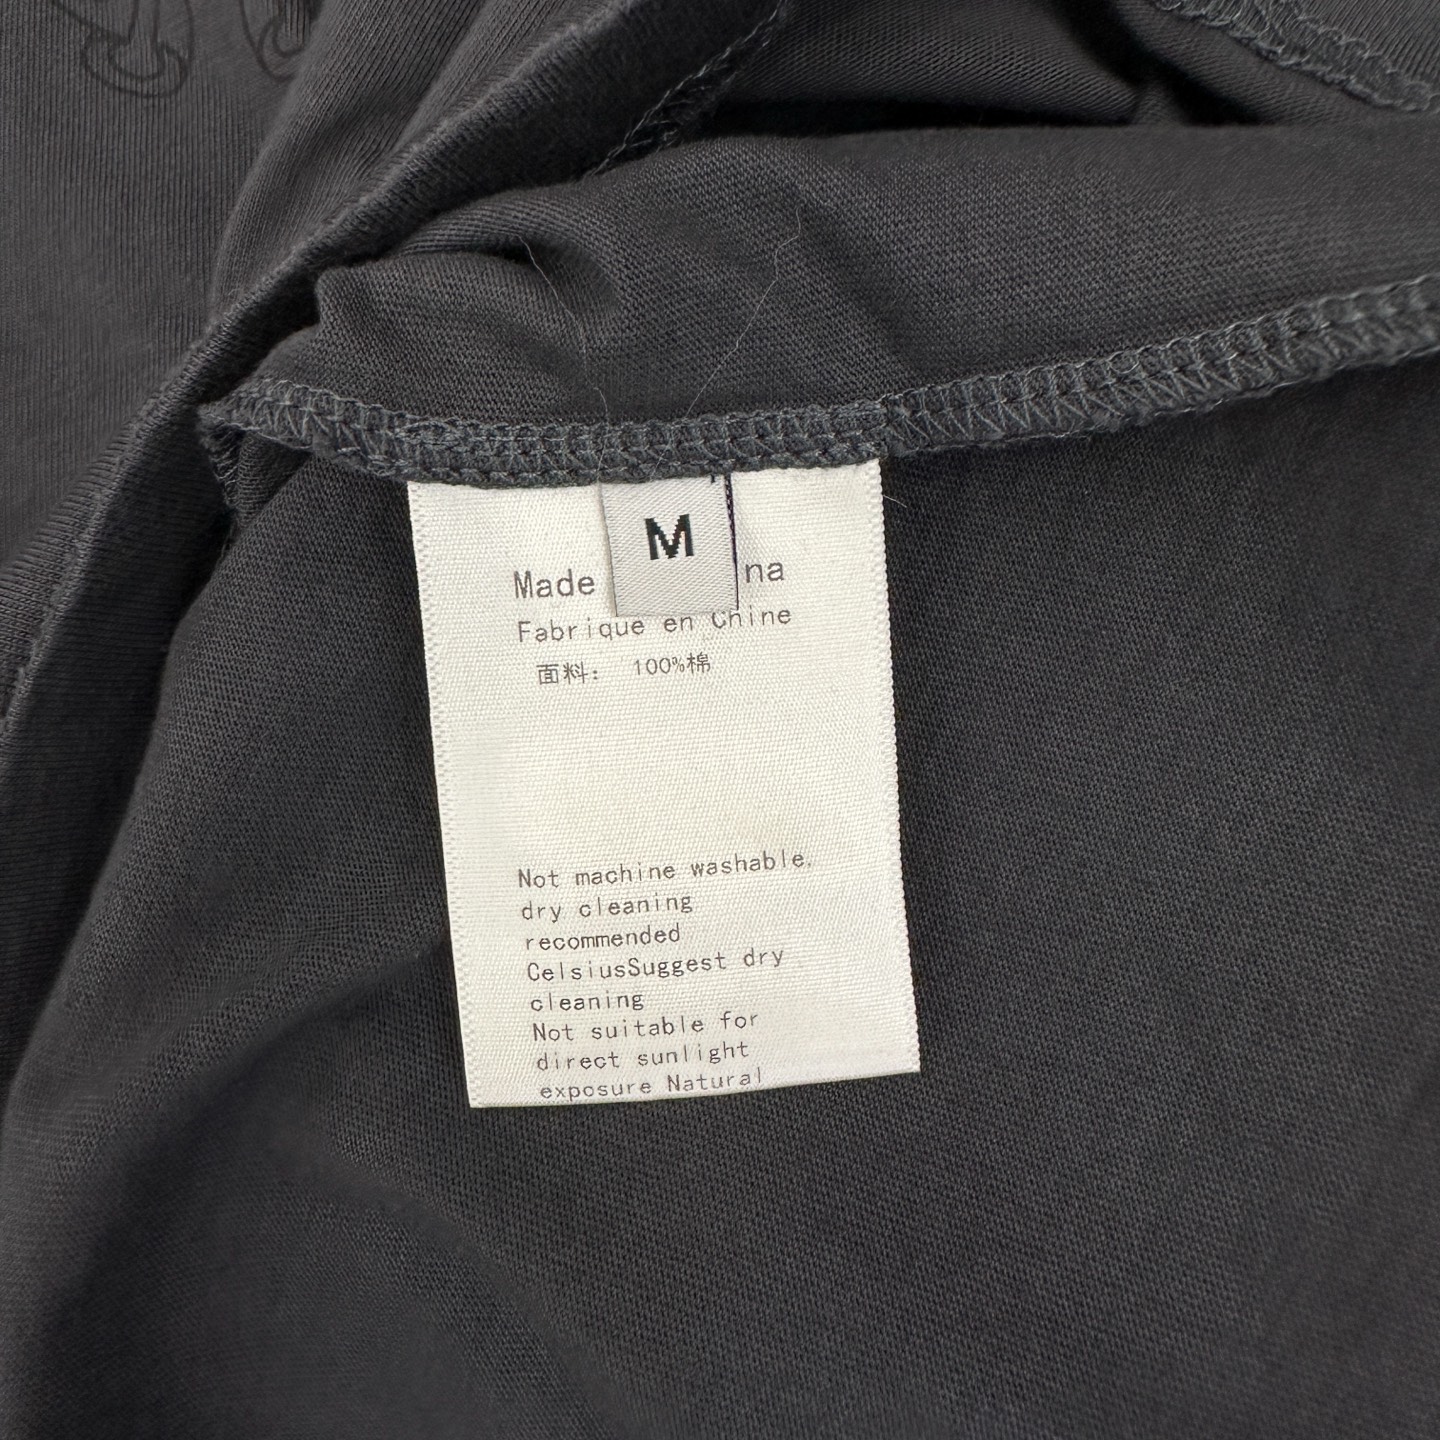 M
Made na
Fabrique en Chine
面料： 100%棉
Not machine washable,
dry cleaning
recommended
CelsiusSuggest dry
cleaning
Not suitable for
direct sunlight
exposure Natural